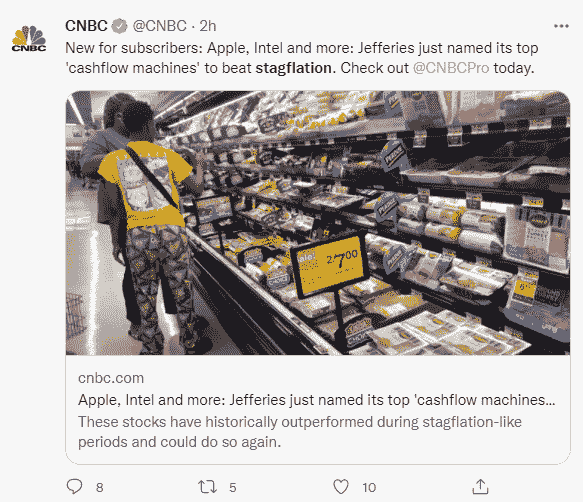 CNBC @CNBC · 2h
CNBC
New for subscribers: Apple, Intel and more: Jefferies just named its top
'cashflow machines' to beat stagflation. Check out @CNBCPro today.
2/$7.00
cnbc.com
Apple, Intel and more: Jefferies just named its top 'cashflow machines...
These stocks have historically outperformed during stagflation-like
periods and could do so again.
8 5 10